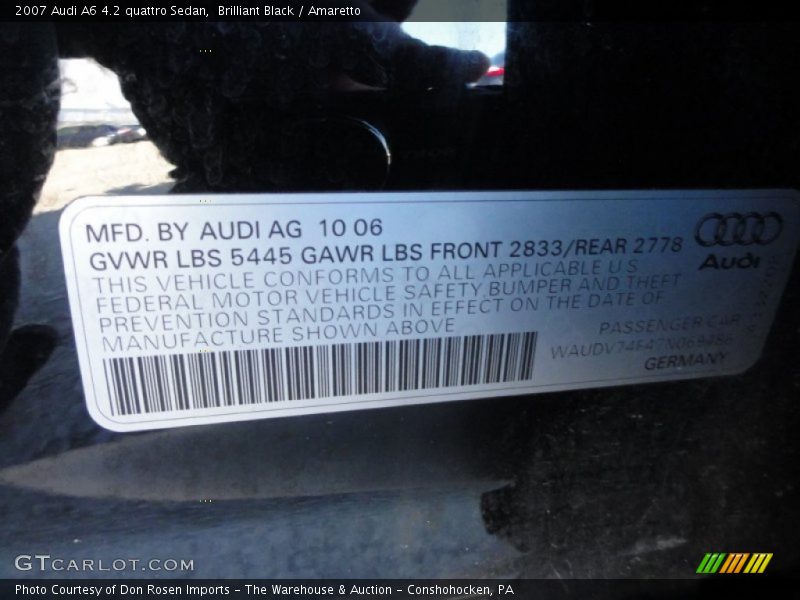 2007 Audi A6 4.2 quattro Sedan,  Brilliant Black / Amaretto
MFD. BY AUDI AG  10 06
GVWR LBS 5445 GAWR LBS FRONT 2833/REAR 2778
THIS VEHICLE CONFORMS TO ALL APPLICABLE U S
FEDERAL MOTOR VEHICLE SAFETY BUMPER AND THEFT
PREVENTION STANDARDS IN EFFECT ON THE DATE OF
MANUFACTURE SHOWN ABOVE
Audi
PASSENGER CAR
GERMANY
GTCARLOT.COM
Photo Courtesy of Don Rosen Imports - The Warehouse & Auction - Conshohocken, PA